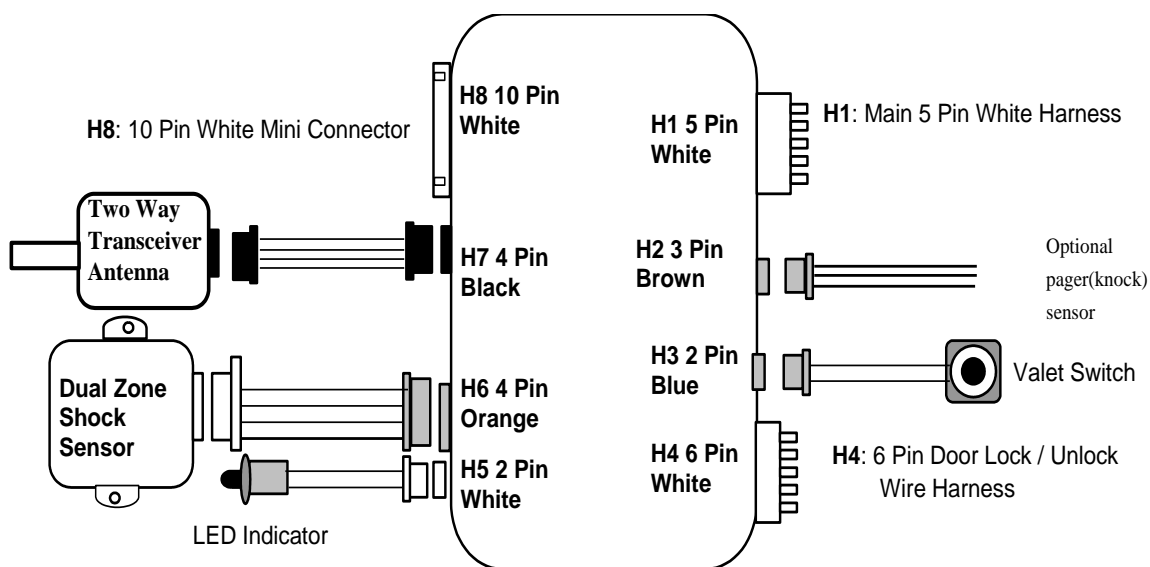 H8: 10 Pin White Mini Connector
H8 10 Pin
White
Two Way
Transceiver
Antenna
H7 4 Pin
Black
Dual Zone
Shock
Sensor
H6 4 Pin
Orange
H5 2 Pin
White
LED Indicator
H1 5 Pin
White
H1: Main 5 Pin White Harness
H2 3 Pin
Brown
Optional
pager(knock)
sensor
H3 2 Pin
Blue
Valet Switch
H4 6 Pin
White
H4: 6 Pin Door Lock / Unlock
Wire Harness